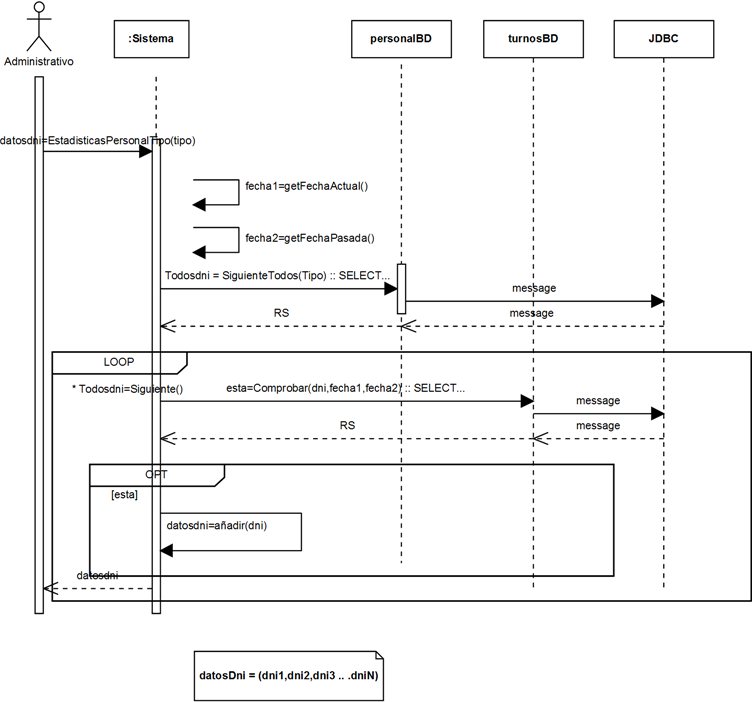 :Sistema
personalBD
turnosBD
JDBC
Administrativo
datosdni=EstadisticasPersonalTipo(tipo)
fecha1=getFechaActual()
fecha2=getFechaPasada()
Todosdni = SiguienteTodos(Tipo) :: SELECT...
message
RS
message
LOOP
* Todosdni=Siguiente()
esta=Comprobar(dni,fecha1,fecha2) :: SELECT...
message
RS
message
OPT
[esta]
datosdni=añadir(dni)
datosdni
datosDni = (dni1,dni2,dni3 .. .dniN)